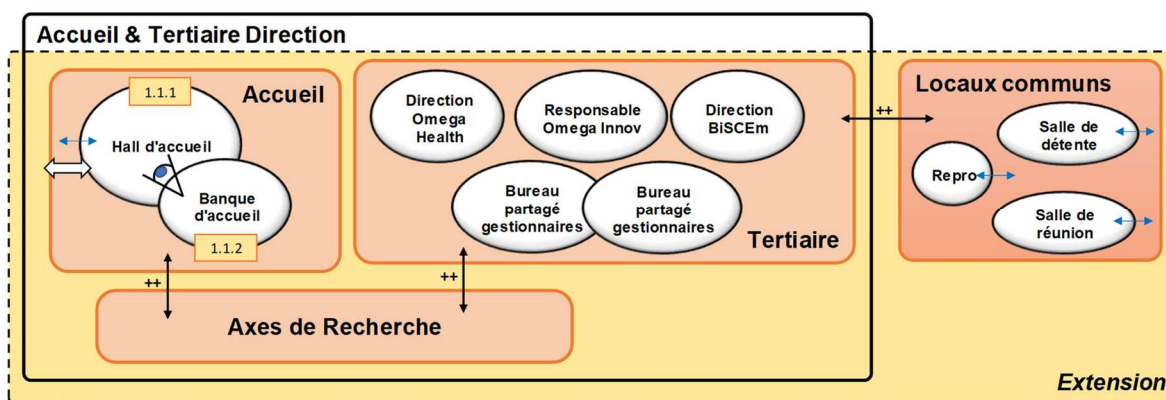 Accueil & Tertiaire Direction
1.1.1
Accueil
Hall d'accueil
Banque
d'accueil
1.1.2
Direction
Omega
Health
Responsable
Omega Innov
Direction
BiSCEm
Bureau
partagé
gestionnaires
Bureau
partagé
gestionnaires
Tertiaire
++
Locaux communs
Salle de
détente
Repro
Salle de
réunion
++
++
Axes de Recherche
Extension